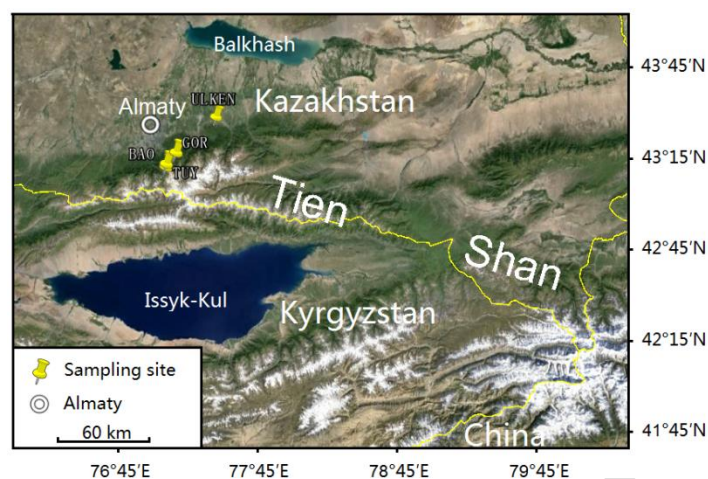 Balkhash
43°45′N
ULKEN
Kazakhstan
Almaty
GOR
BAO
TUY
43°15′N
Tien
Shan
42°45′N
Issyk-Kul
Kyrgyzstan
42°15′N
Sampling site
Almaty
60 km
China
41°45′N
76°45′E
77°45′E
78°45′E
79°45′E